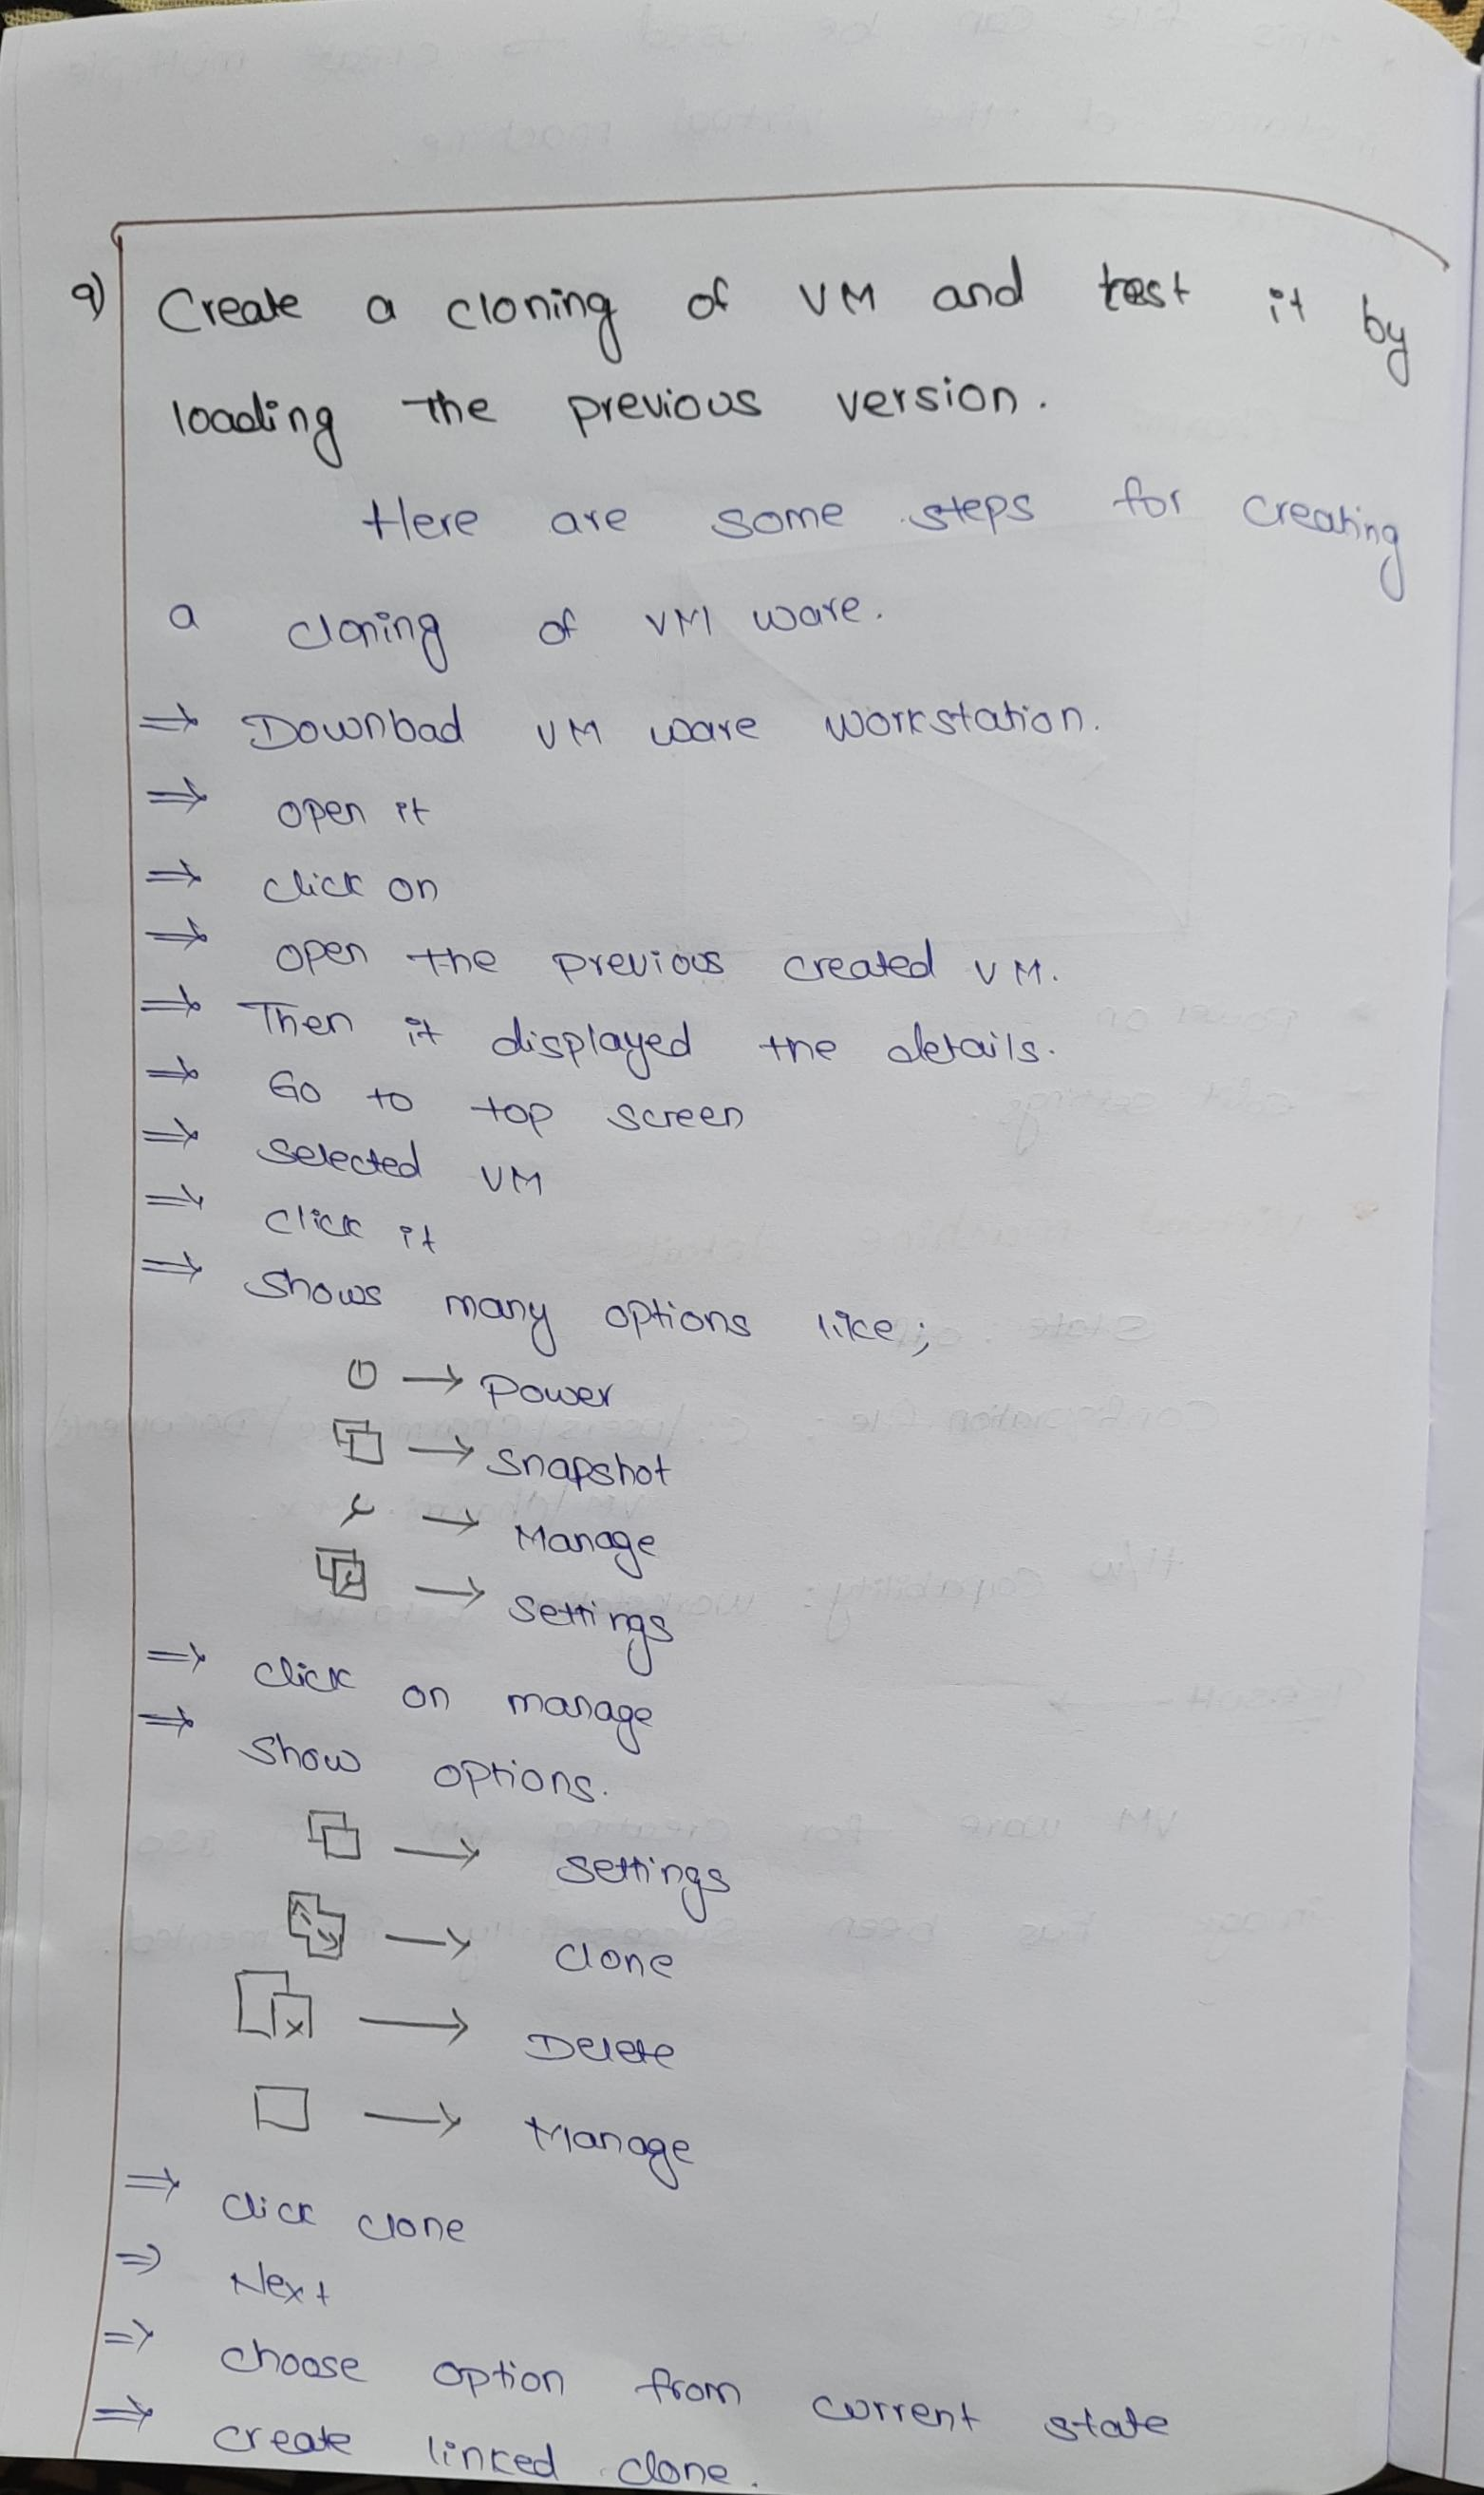 9) Create a cloning of VM and test it by
loading the previous version.
Here are some steps for creating
a cloning of VM ware.
⇒ Download VM ware workstation.
⇒ open it
⇒ click on
⇒ open the previous created VM.
⇒ Then it displayed the details.
⇒ Go to top screen
⇒ selected VM
⇒ click it
⇒ shows many options like;
→ Power
→ snapshot
→ Manage
→ settings
⇒ click on manage
⇒ show options.
→ settings
→ clone
→ Delete
→ Manage
⇒ click clone
⇒ Next
⇒ choose option from current state
⇒ create linked clone.